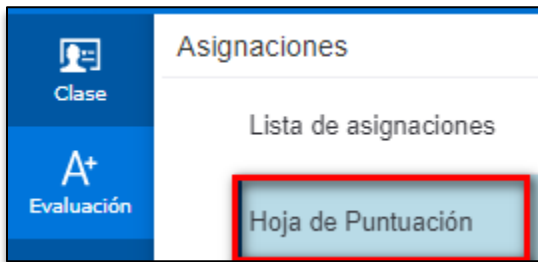 Asignaciones
Clase
Lista de asignaciones
A+
Evaluación
Hoja de Puntuación